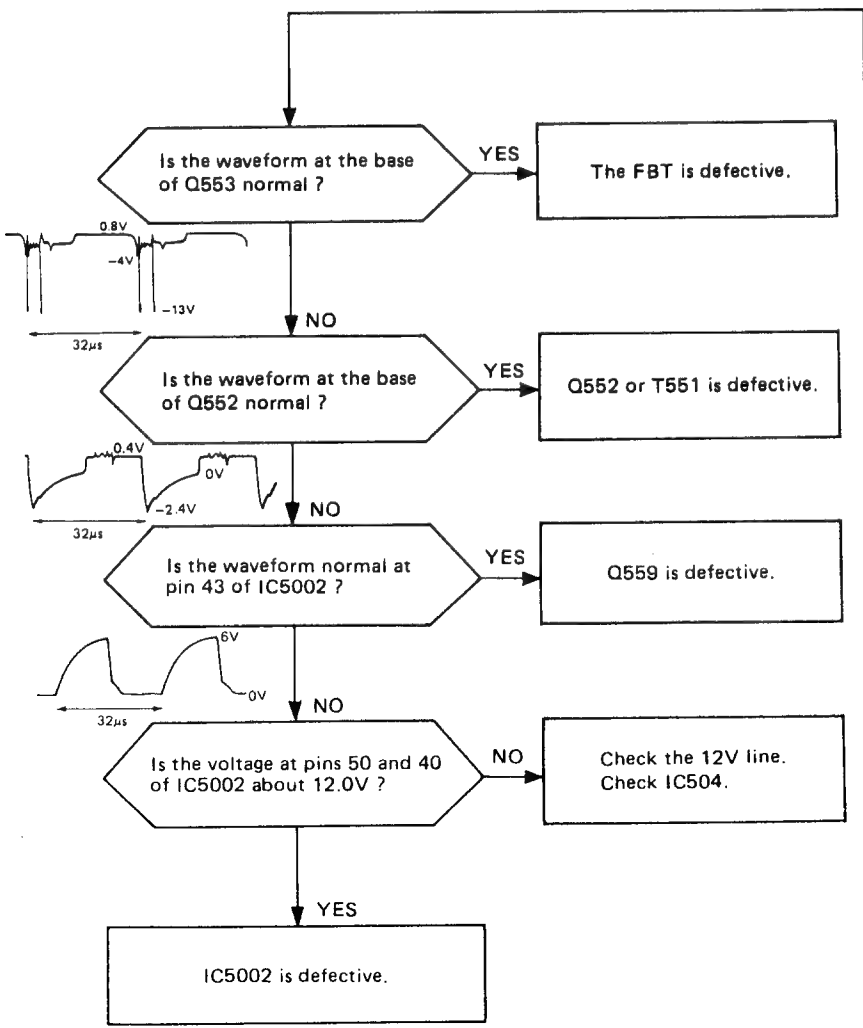 Is the waveform at the base
of Q553 normal ?
YES
The FBT is defective.
0.8V
-4V
-13V
32μs
NO
Is the waveform at the base
of Q552 normal ?
YES
Q552 or T551 is defective.
0.4V
0V
-2.4V
32μs
NO
Is the waveform normal at
pin 43 of IC5002 ?
YES
Q559 is defective.
6V
0V
32μs
NO
Is the voltage at pins 50 and 40
of IC5002 about 12.0V ?
NO
Check the 12V line.
Check IC504.
YES
IC5002 is defective.